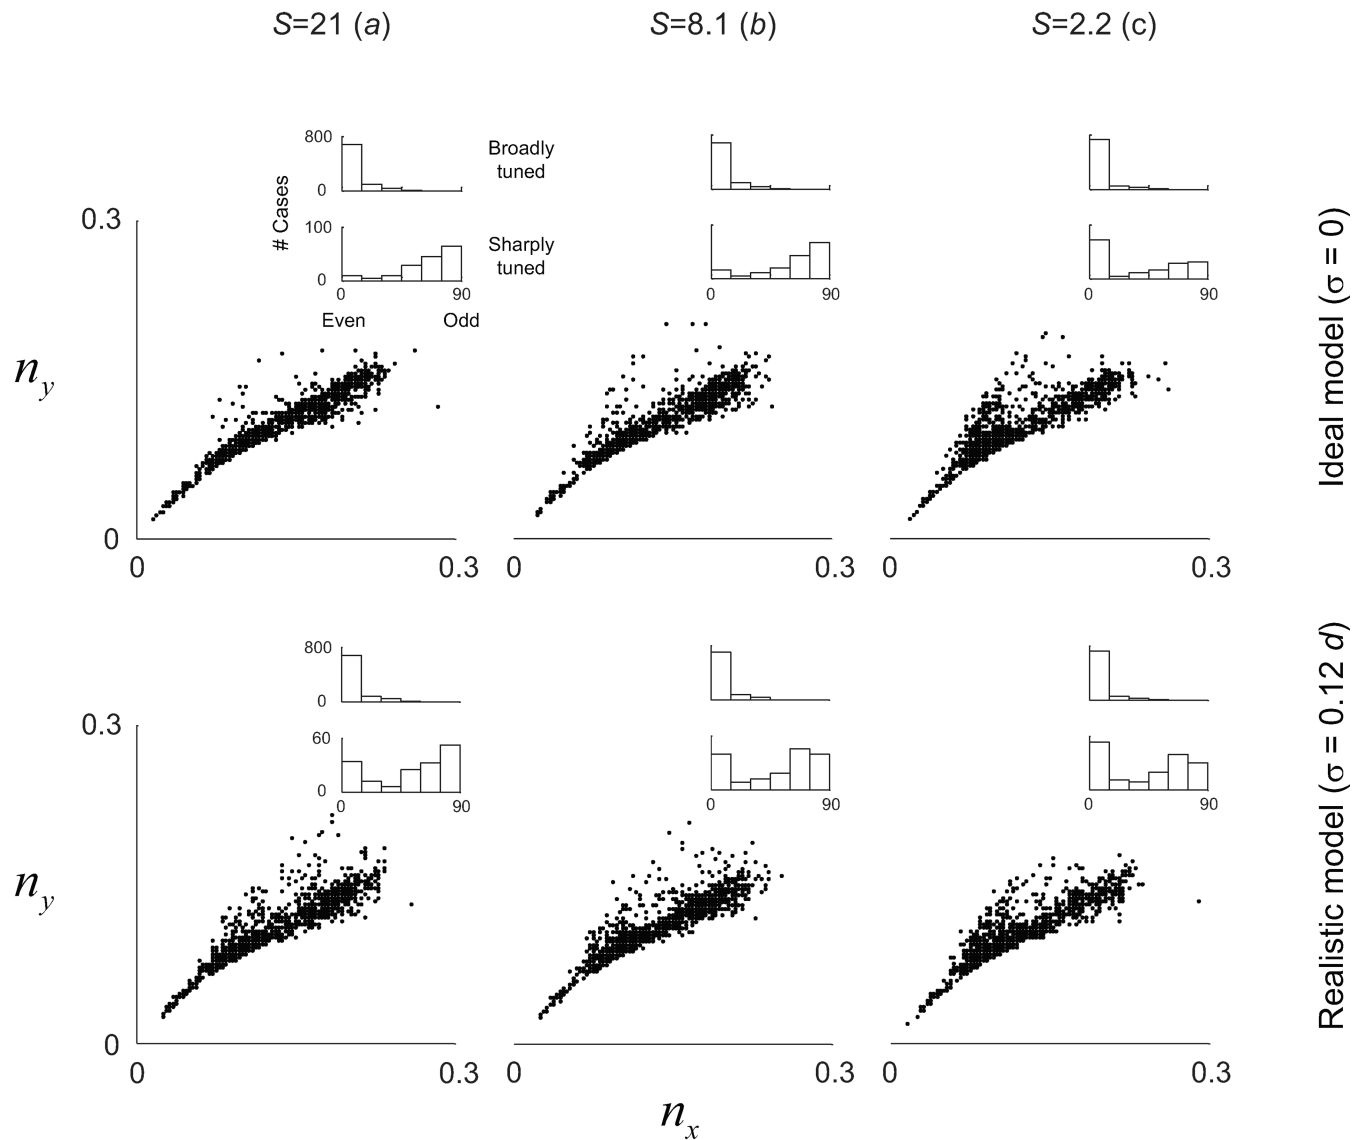 S=21 (a)
S=8.1 (b)
S=2.2 (c)
800
0
Broadly
tuned
# Cases
100
0
Sharply
tuned
0
90
Even
Odd
0
90
0
90
0.3
n_y
0
0
0.3
0
0.3
0
0.3
Ideal model (σ = 0)
800
0
60
0
0
90
0
90
0
90
0.3
n_y
0
0
0.3
0
0.3
0
0.3
n_x
Realistic model (σ = 0.12 d)